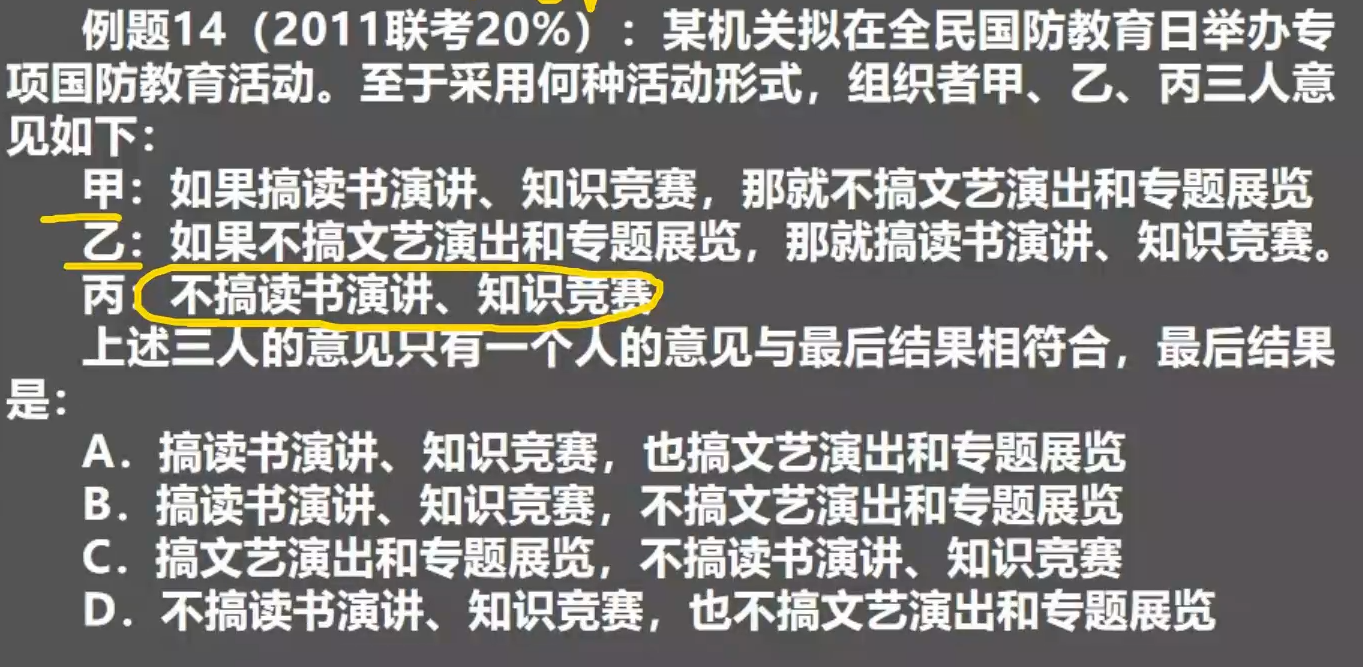 例题14（2011联考20%）：某机关拟在全民国防教育日举办专
项国防教育活动。至于采用何种活动形式，组织者甲、乙、丙三人意
见如下：
甲：如果搞读书演讲、知识竞赛，那就不搞文艺演出和专题展览
乙：如果不搞文艺演出和专题展览，那就搞读书演讲、知识竞赛。
丙：不搞读书演讲、知识竞赛
上述三人的意见只有一个人的意见与最后结果相符合，最后结果
是：
A．搞读书演讲、知识竞赛，也搞文艺演出和专题展览
B．搞读书演讲、知识竞赛，不搞文艺演出和专题展览
C．搞文艺演出和专题展览，不搞读书演讲、知识竞赛
D．不搞读书演讲、知识竞赛，也不搞文艺演出和专题展览